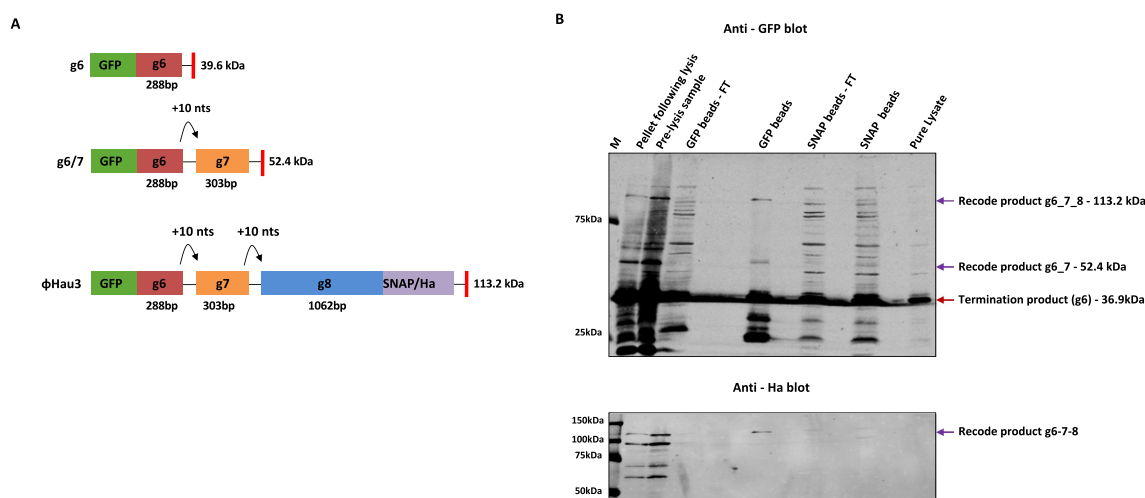 A
g6
GFP
g6
39.6 kDa
288bp
+10 nts
g6/7
GFP
g6
g7
52.4 kDa
288bp
303bp
+10 nts
+10 nts
ϕHau3
GFP
g6
g7
g8
SNAP/Ha
113.2 kDa
288bp
303bp
1062bp
B
Anti - GFP blot
M
Pellet following lysis
Pre-lysis sample
GFP beads - FT
GFP beads
SNAP beads - FT
SNAP beads
Pure Lysate
75kDa
25kDa
Recode product g6_7_8 - 113.2 kDa
Recode product g6_7 - 52.4 kDa
Termination product (g6) - 36.9kDa
Anti - Ha blot
150kDa
100kDa
75kDa
50kDa
Recode product g6-7-8